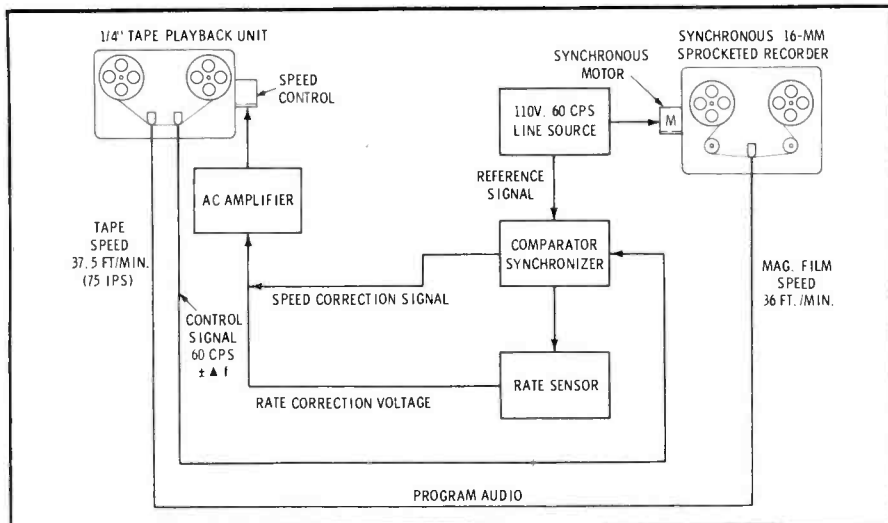 1/4" TAPE PLAYBACK UNIT
SPEED
CONTROL
SYNCHRONOUS
MOTOR
SYNCHRONOUS 16-MM
SPROCKETED RECORDER
110V. 60 CPS
LINE SOURCE
M
AC AMPLIFIER
REFERENCE
SIGNAL
TAPE
SPEED
37.5 FT/MIN.
(75 IPS)
COMPARATOR
SYNCHRONIZER
MAG. FILM
SPEED
36 FT./MIN.
SPEED CORRECTION SIGNAL
CONTROL
SIGNAL
60 CPS
± ▲ f
RATE SENSOR
RATE CORRECTION VOLTAGE
PROGRAM AUDIO